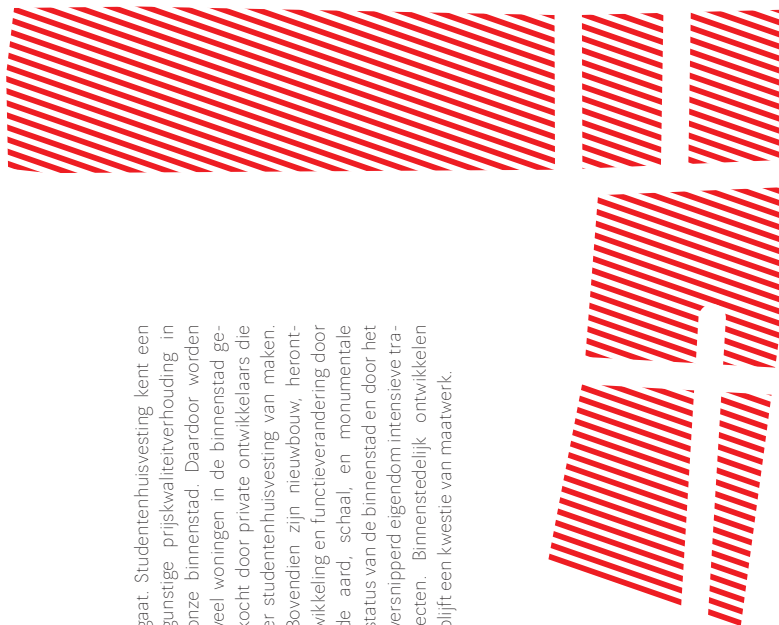 gaat. Studentenhuisvesting kent een
gunstige prijskwaliteitverhouding in
onze binnenstad. Daardoor worden
veel woningen in de binnenstad ge-
kocht door private ontwikkelaars die
er studentenhuisvesting van maken.
Bovendien zijn nieuwbouw, heront-
wikkeling en functieverandering door
de aard, schaal, en monumentale
status van de binnenstad en door het
versnipperd eigendom intensieve tra-
jecten. Binnenstedelijk ontwikkelen
blijft een kwestie van maatwerk.